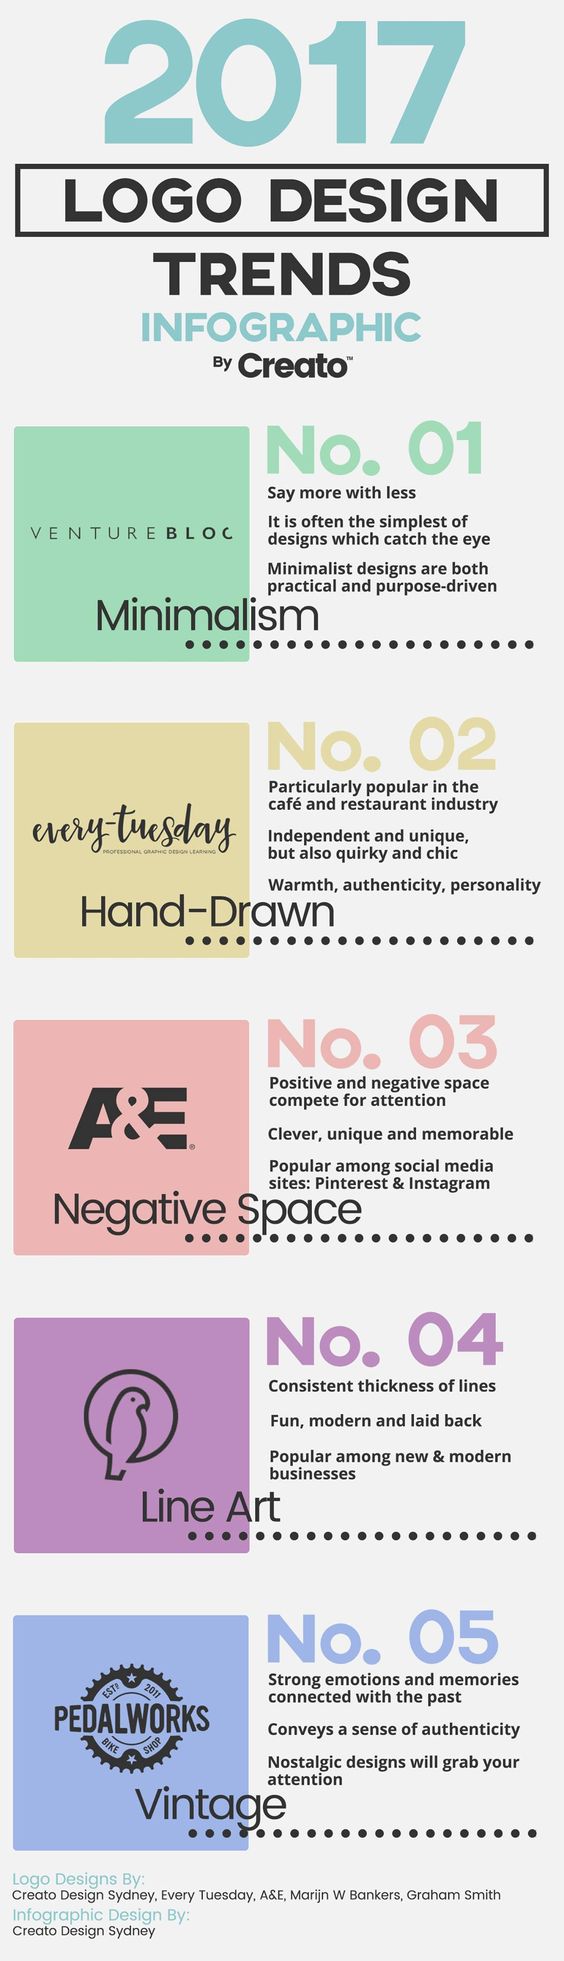 2017
LOGO DESIGN
TRENDS
INFOGRAPHIC
By Creato™
No. 01
VENTUREBLOC
Say more with less
It is often the simplest of
designs which catch the eye
Minimalist designs are both
practical and purpose-driven
Minimalism
No. 02
every-tuesday
PROFESSIONAL GRAPHIC DESIGN LEARNING
Particularly popular in the
café and restaurant industry
Independent and unique,
but also quirky and chic
Warmth, authenticity, personality
Hand-Drawn
No. 03
A&E®
Positive and negative space
compete for attention
Clever, unique and memorable
Popular among social media
sites: Pinterest & Instagram
Negative Space
No. 04
Consistent thickness of lines
Fun, modern and laid back
Popular among new & modern
businesses
Line Art
No. 05
ESTD 2011
PEDALWORKS
BIKE SHOP
Strong emotions and memories
connected with the past
Conveys a sense of authenticity
Nostalgic designs will grab your
attention
Vintage
Logo Designs By:
Creato Design Sydney, Every Tuesday, A&E, Marijn W Bankers, Graham Smith
Infographic Design By:
Creato Design Sydney